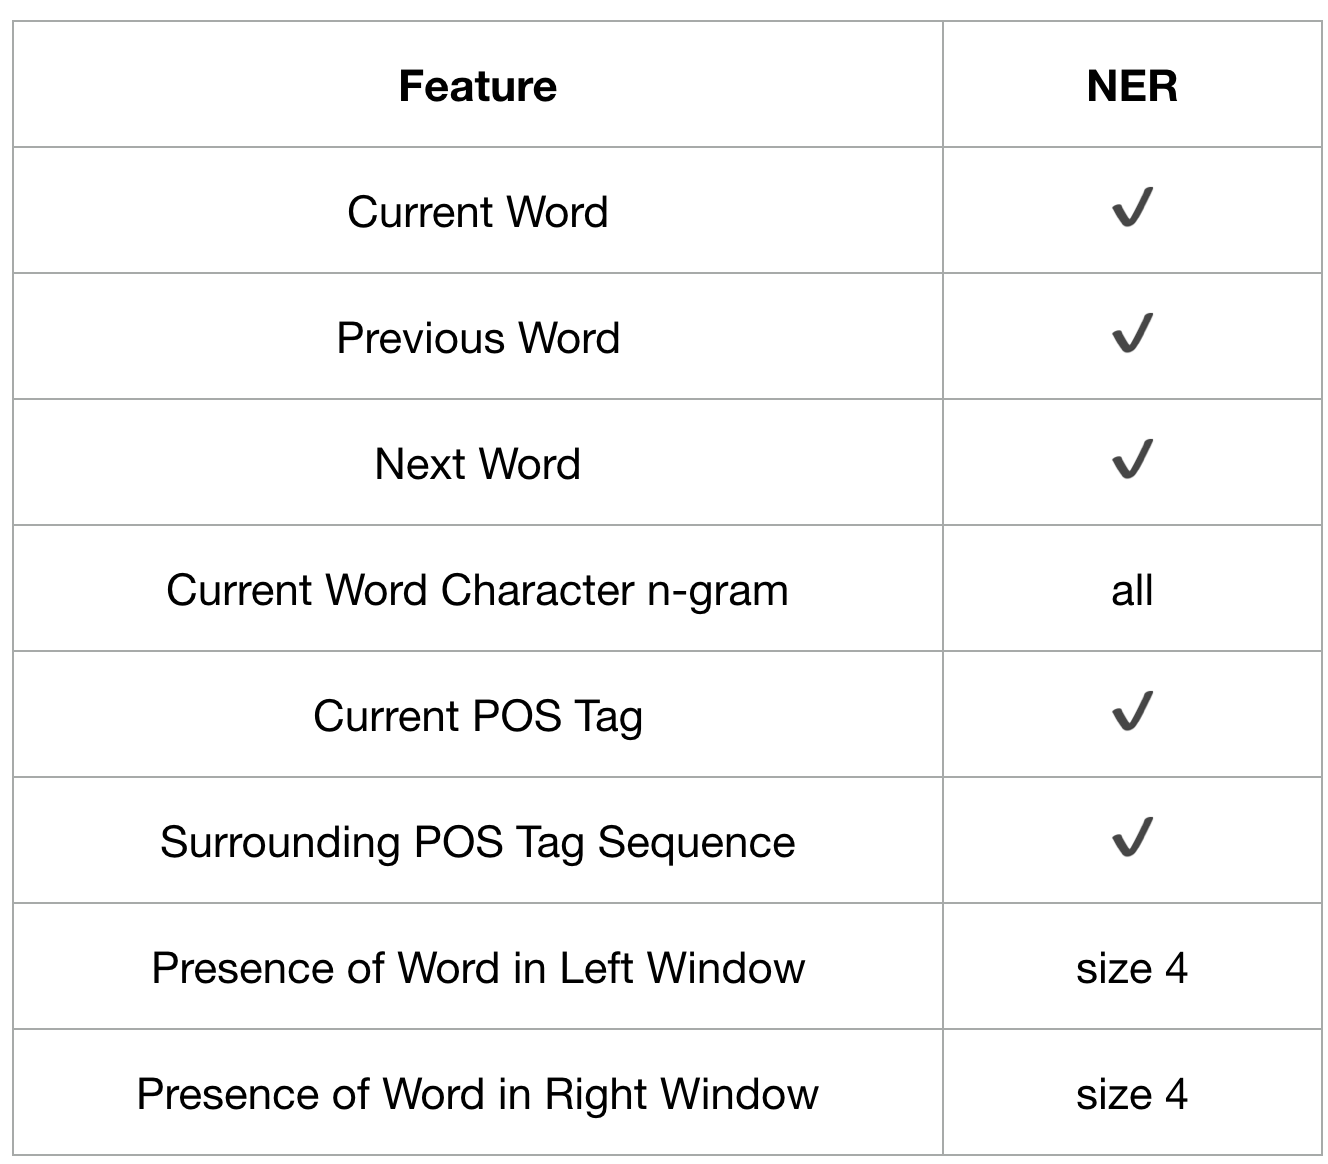 Feature NER
Current Word ✔
Previous Word ✔
Next Word ✔
Current Word Character n-gram all
Current POS Tag ✔
Surrounding POS Tag Sequence ✔
Presence of Word in Left Window size 4
Presence of Word in Right Window size 4